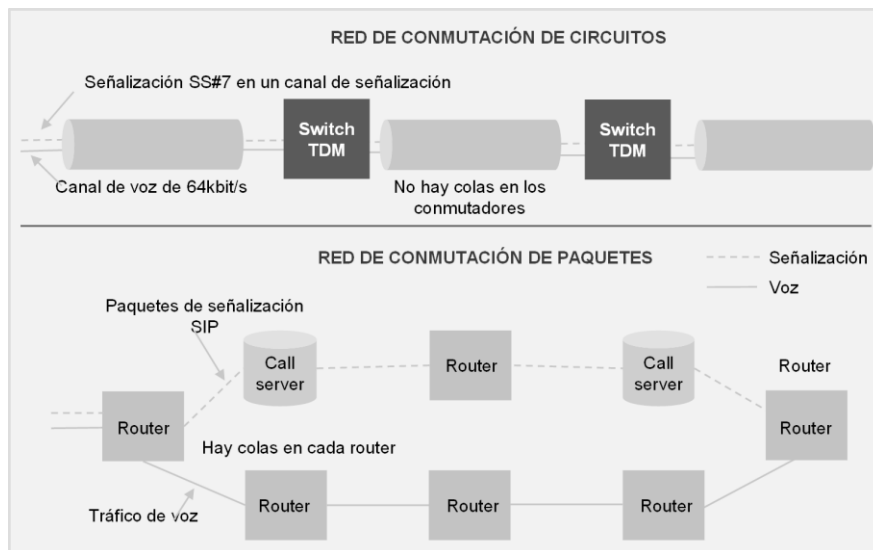 RED DE CONMUTACIÓN DE CIRCUITOS
Señalización SS#7 en un canal de señalización
Switch
TDM
Switch
TDM
Canal de voz de 64kbit/s
No hay colas en los
conmutadores
RED DE CONMUTACIÓN DE PAQUETES
Señalización
Voz
Paquetes de señalización
SIP
Call
server
Router
Call
server
Router
Router
Router
Hay colas en cada router
Tráfico de voz
Router
Router
Router